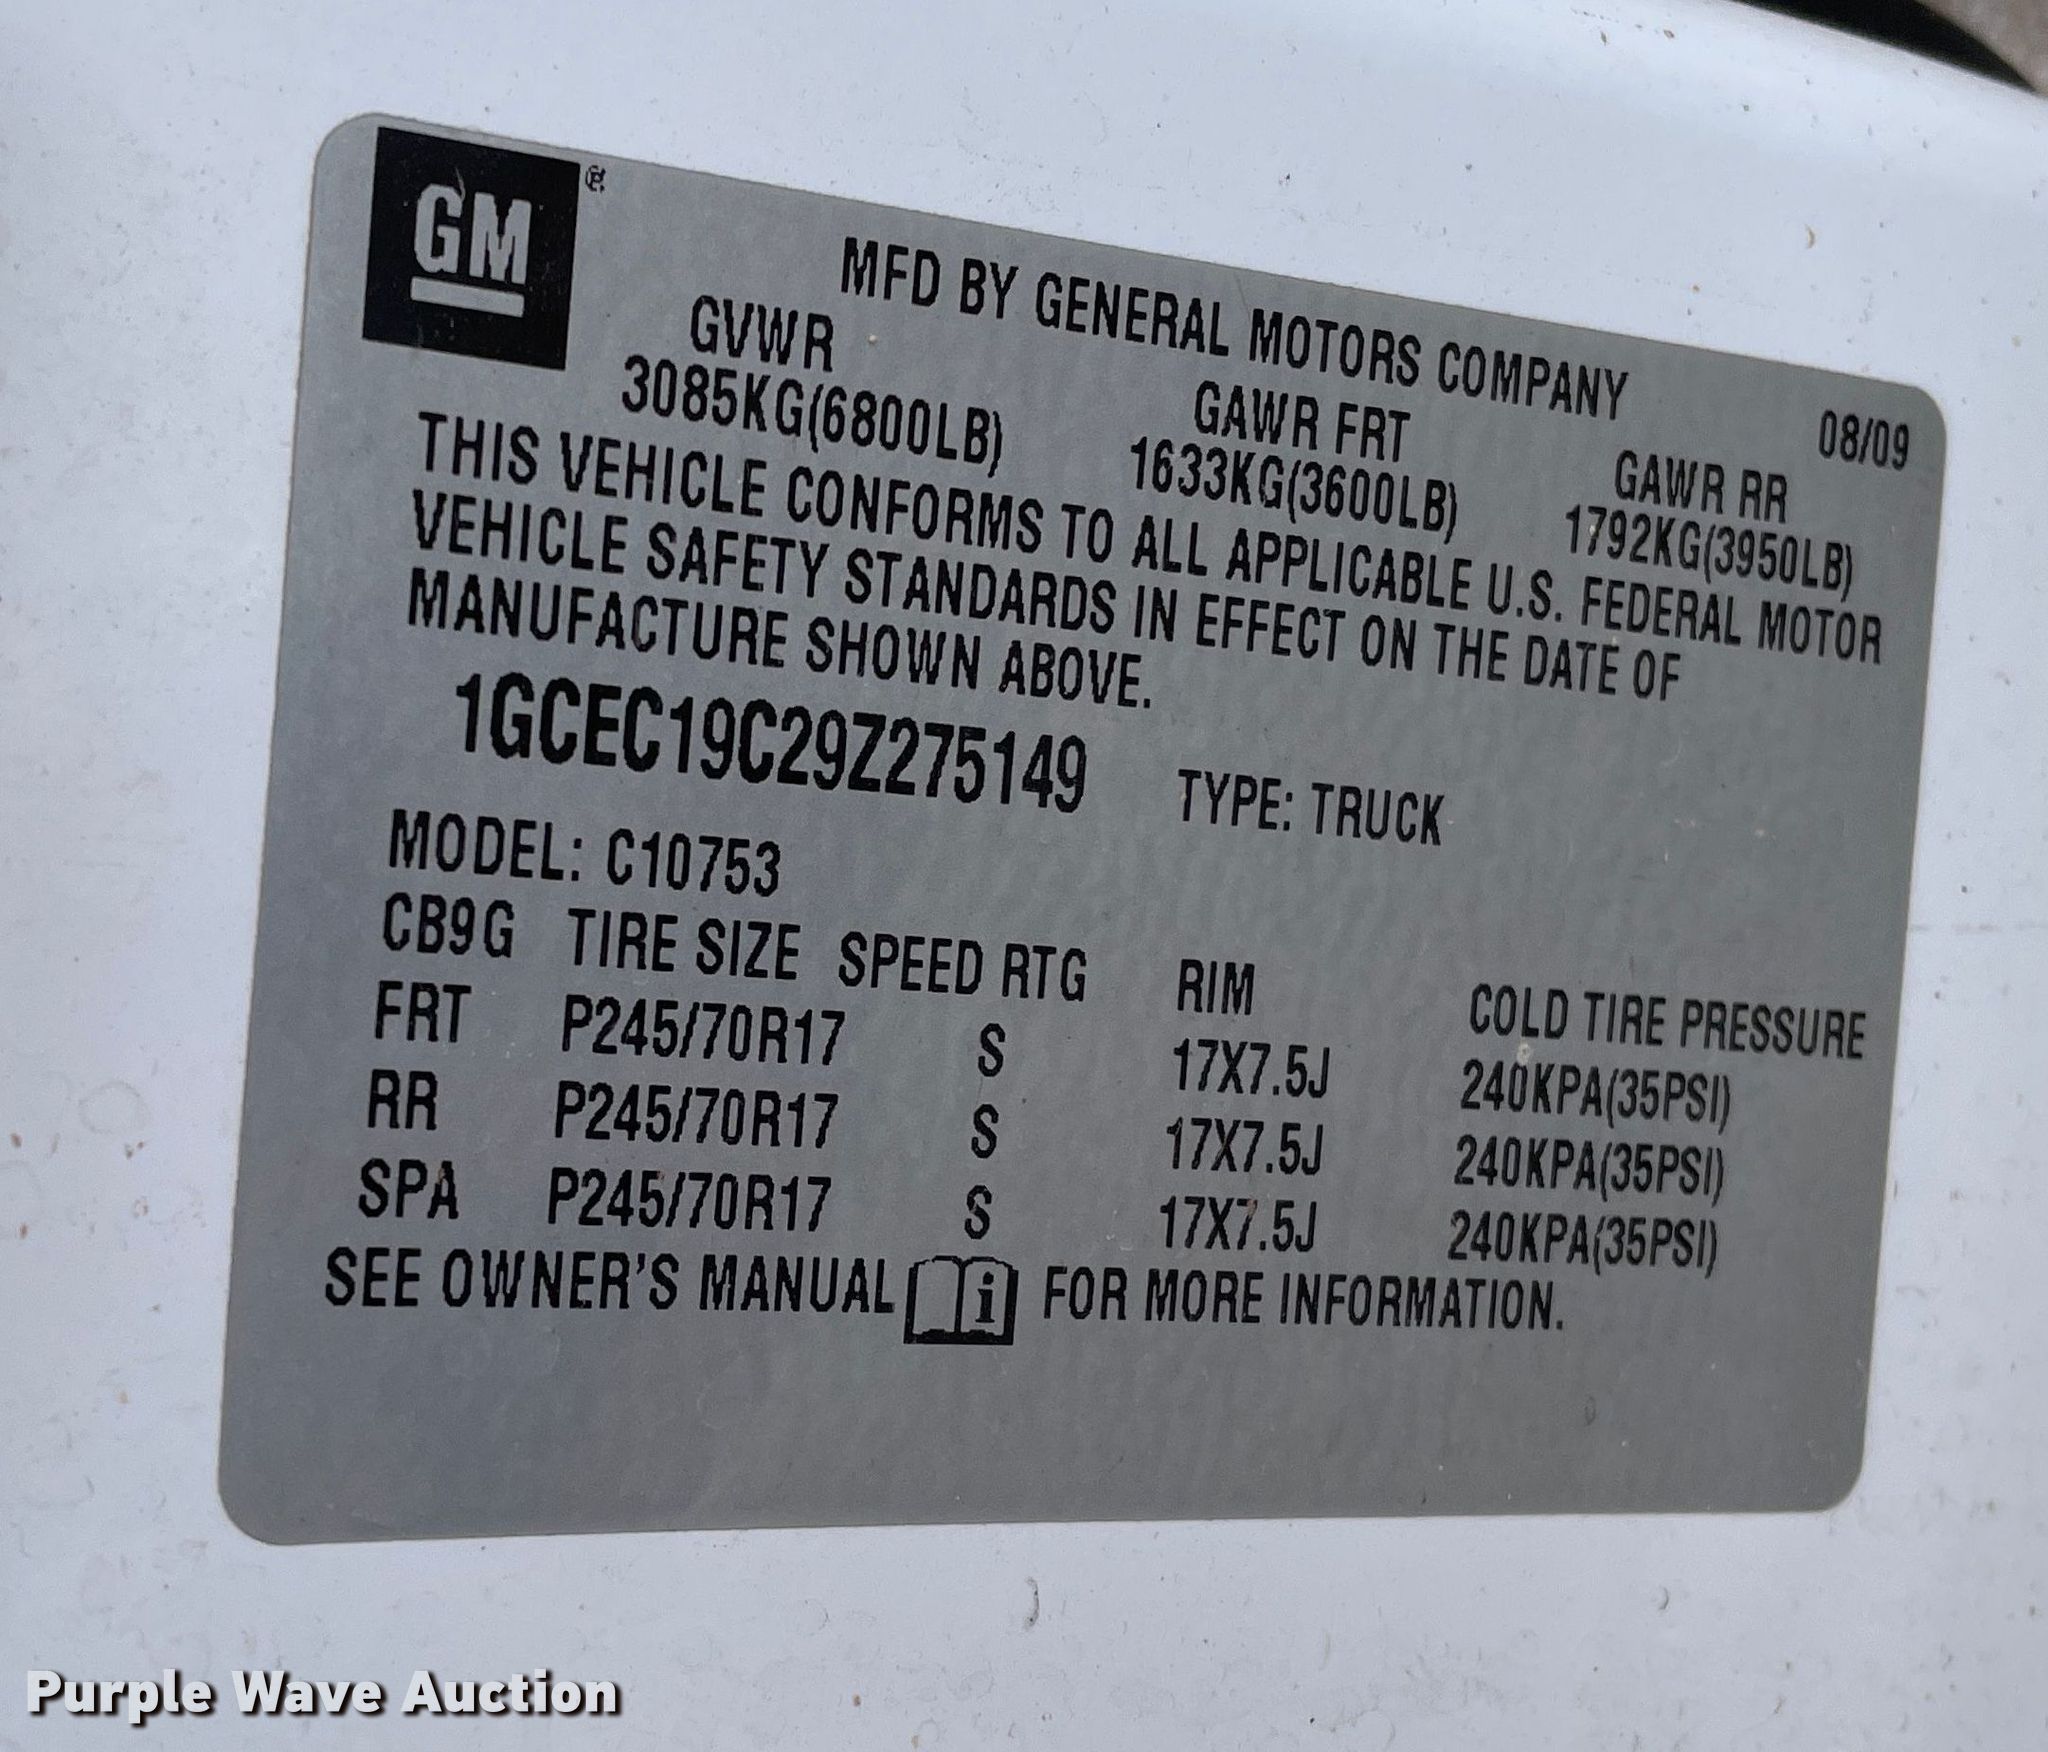 GM
MFD BY GENERAL MOTORS COMPANY
08/09
GVWR GAWR FRT GAWR RR
3085KG(6800LB) 1633KG(3600LB) 1792KG(3950LB)
THIS VEHICLE CONFORMS TO ALL APPLICABLE U.S. FEDERAL MOTOR
VEHICLE SAFETY STANDARDS IN EFFECT ON THE DATE OF
MANUFACTURE SHOWN ABOVE.
1GCEC19C29Z275149 TYPE: TRUCK
MODEL: C10753
CB9G TIRE SIZE SPEED RTG RIM COLD TIRE PRESSURE
FRT P245/70R17 S 17X7.5J 240KPA(35PSI)
RR P245/70R17 S 17X7.5J 240KPA(35PSI)
SPA P245/70R17 S 17X7.5J 240KPA(35PSI)
SEE OWNER'S MANUAL i FOR MORE INFORMATION.
Purple Wave Auction